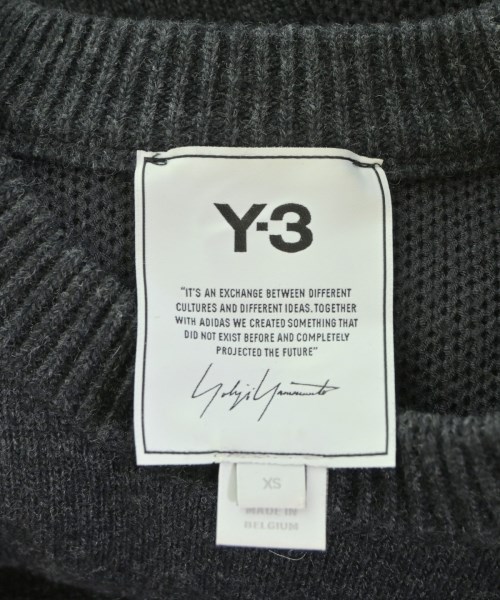 Y-3
"IT'S AN EXCHANGE BETWEEN DIFFERENT
CULTURES AND DIFFERENT IDEAS. TOGETHER
WITH ADIDAS WE CREATED SOMETHING THAT
DID NOT EXIST BEFORE AND COMPLETELY
PROJECTED THE FUTURE"
Yohji Yamamoto
XS
MADE IN
BELGIUM